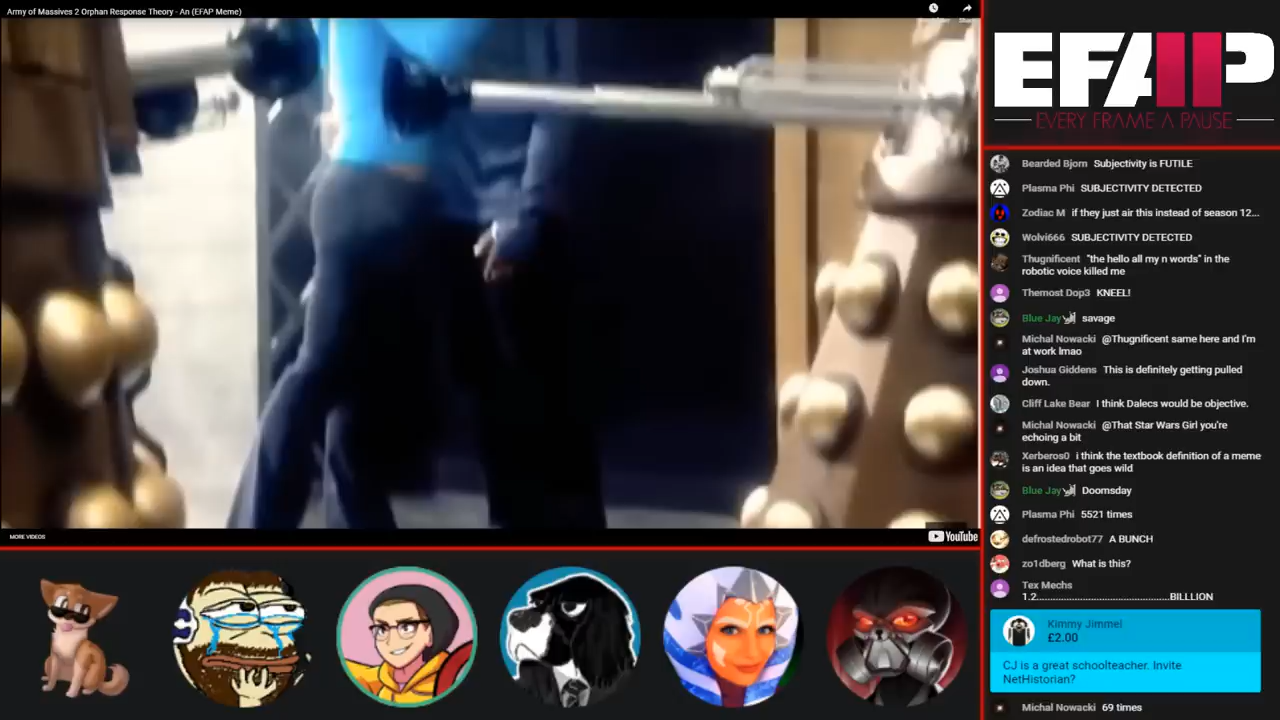 Army of Massives 2 Orphan Response Theory - An (EFAP Meme)
MORE VIDEOS
YouTube
EFAP
EVERY FRAME A PAUSE
Bearded Bjorn Subjectivity is FUTILE
Plasma Phi SUBJECTIVITY DETECTED
Zodiac M if they just air this instead of season 12...
Wolvi666 SUBJECTIVITY DETECTED
Thugnificent "the hello all my n words" in the
robotic voice killed me
Themost Dop3 KNEEL!
Blue Jay savage
Michal Nowacki @Thugnificent same here and I'm
at work lmao
Joshua Giddens This is definitely getting pulled
down.
Cliff Lake Bear I think Dalecs would be objective.
Michal Nowacki @That Star Wars Girl you're
echoing a bit
Xerberos0 i think the textbook definition of a meme
is an idea that goes wild
Blue Jay Doomsday
Plasma Phi 5521 times
defrostedrobot77 A BUNCH
zo1dberg What is this?
Tex Mechs
1.2...............................................BILLLION
Kimmy Jimmel
£2.00
CJ is a great schoolteacher. Invite
NetHistorian?
Michal Nowacki 69 times